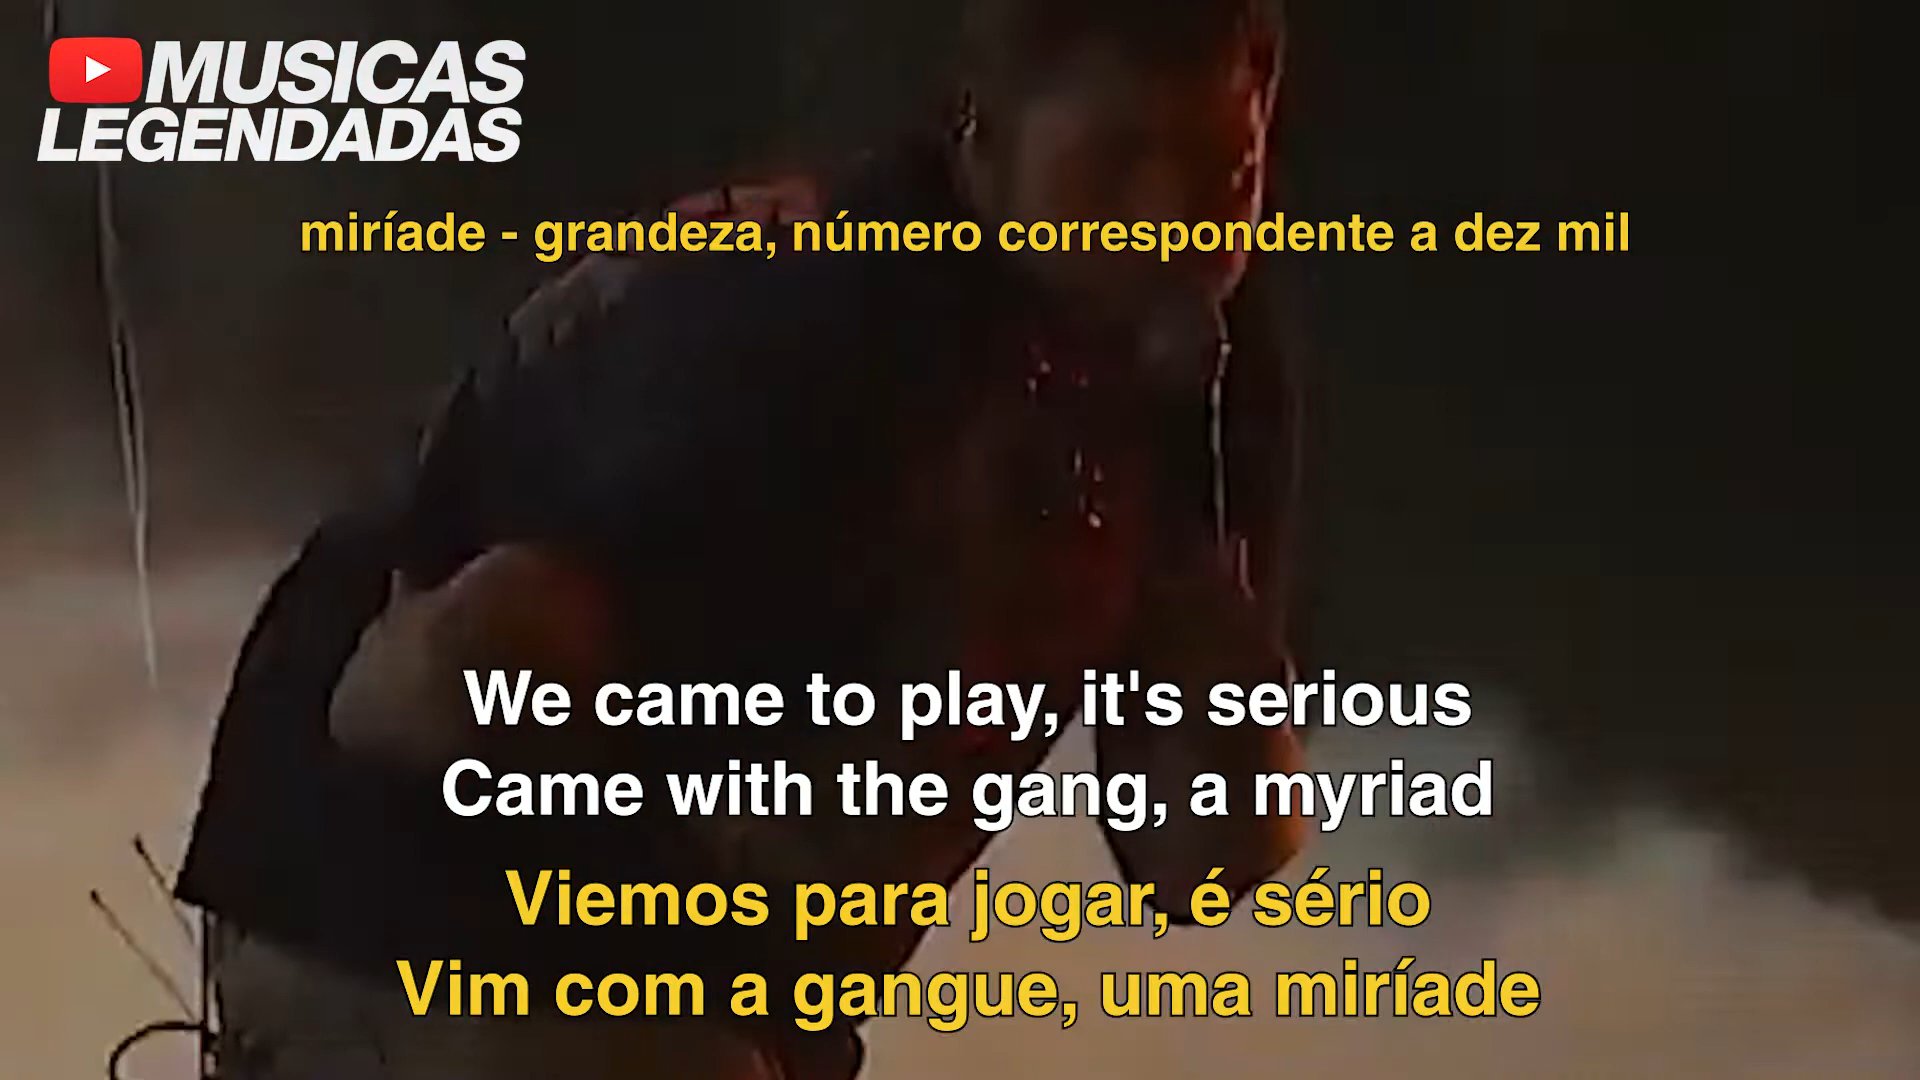 MUSICAS
LEGENDADAS
miríade - grandeza, número correspondente a dez mil
We came to play, it's serious
Came with the gang, a myriad
Viemos para jogar, é sério
Vim com a gangue, uma miríade